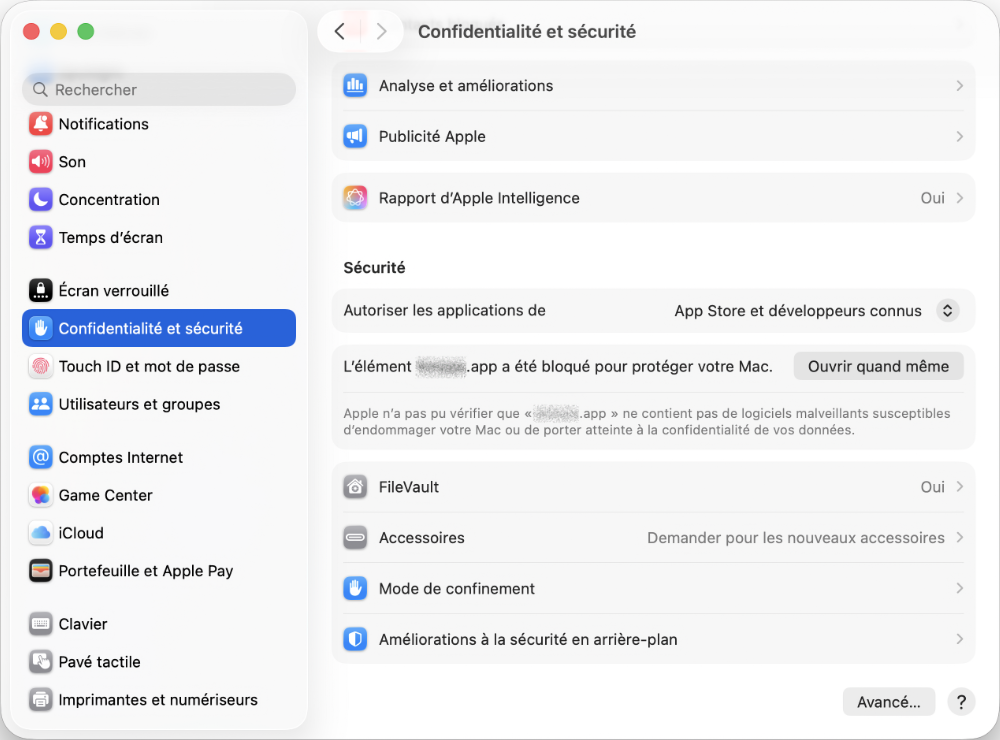 Confidentialité et sécurité
Rechercher
Notifications
Son
Concentration
Temps d’écran
Écran verrouillé
Confidentialité et sécurité
Touch ID et mot de passe
Utilisateurs et groupes
Comptes Internet
Game Center
iCloud
Portefeuille et Apple Pay
Clavier
Pavé tactile
Imprimantes et numériseurs
Analyse et améliorations
Publicité Apple
Rapport d’Apple Intelligence Oui
Sécurité
Autoriser les applications de App Store et développeurs connus
L’élément .app a été bloqué pour protéger votre Mac. Ouvrir quand même
Apple n’a pas pu vérifier que « .app » ne contient pas de logiciels malveillants susceptibles
d’endommager votre Mac ou de porter atteinte à la confidentialité de vos données.
FileVault Oui
Accessoires Demander pour les nouveaux accessoires
Mode de confinement
Améliorations à la sécurité en arrière-plan
Avancé... ?